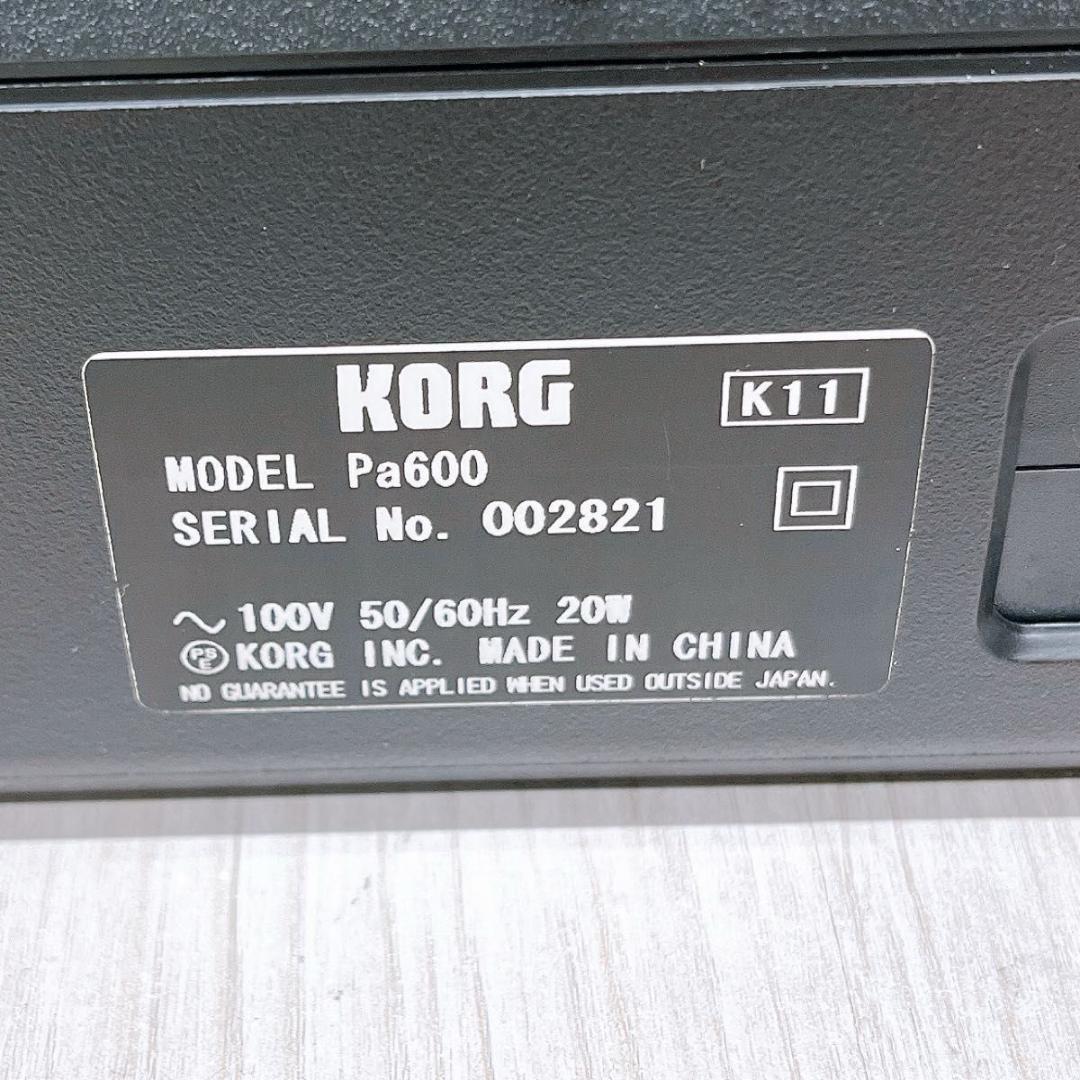 KORG
K11
MODEL Pa600
SERIAL No. 002821
~ 100V 50/60Hz 20W
PSE KORG INC. MADE IN CHINA
NO GUARANTEE IS APPLIED WHEN USED OUTSIDE JAPAN.